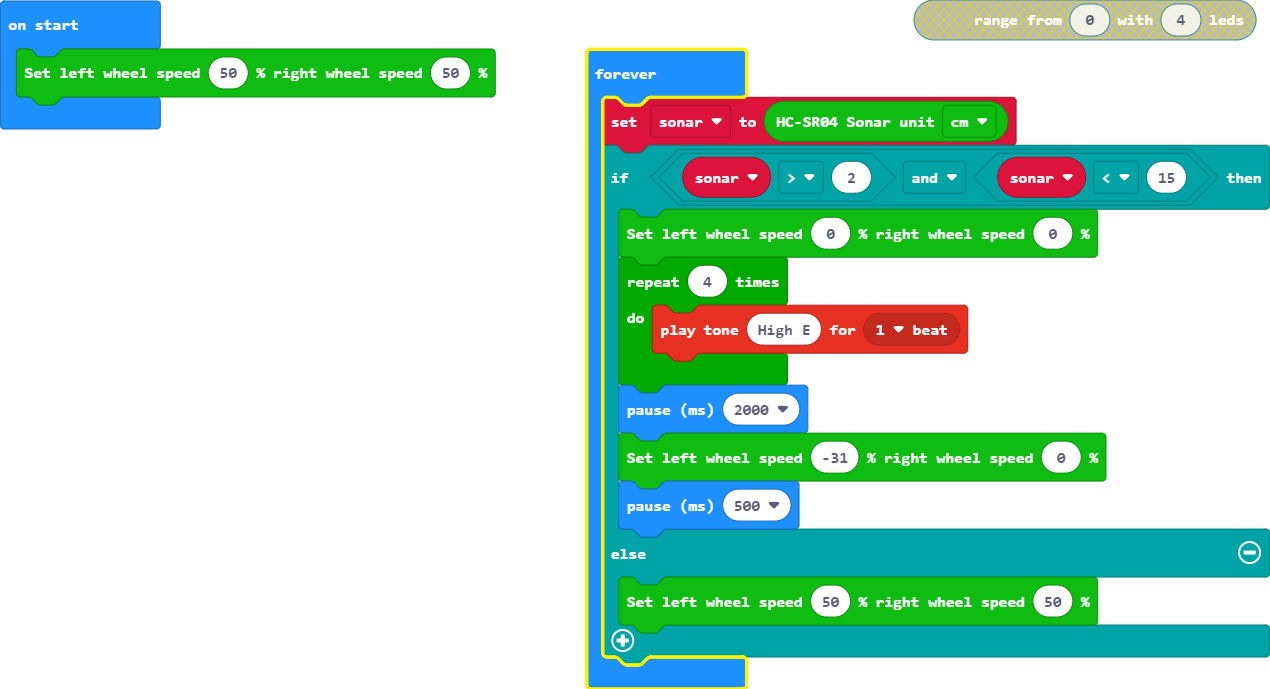 on start
Set left wheel speed 50 % right wheel speed 50 %
range from 0 with 4 leds
forever
set sonar to HC-SR04 Sonar unit cm
if sonar > 2 and sonar < 15 then
Set left wheel speed 0 % right wheel speed 0 %
repeat 4 times
do play tone High E for 1 beat
pause (ms) 2000
Set left wheel speed -31 % right wheel speed 0 %
pause (ms) 500
else
Set left wheel speed 50 % right wheel speed 50 %